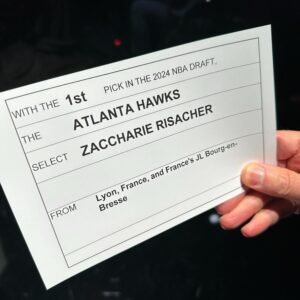 WITH THE 1st PICK IN THE 2024 NBA DRAFT,
THE ATLANTA HAWKS
SELECT ZACCHARIE RISACHER
FROM Lyon, France, and France's JL Bourg-en-
Bresse